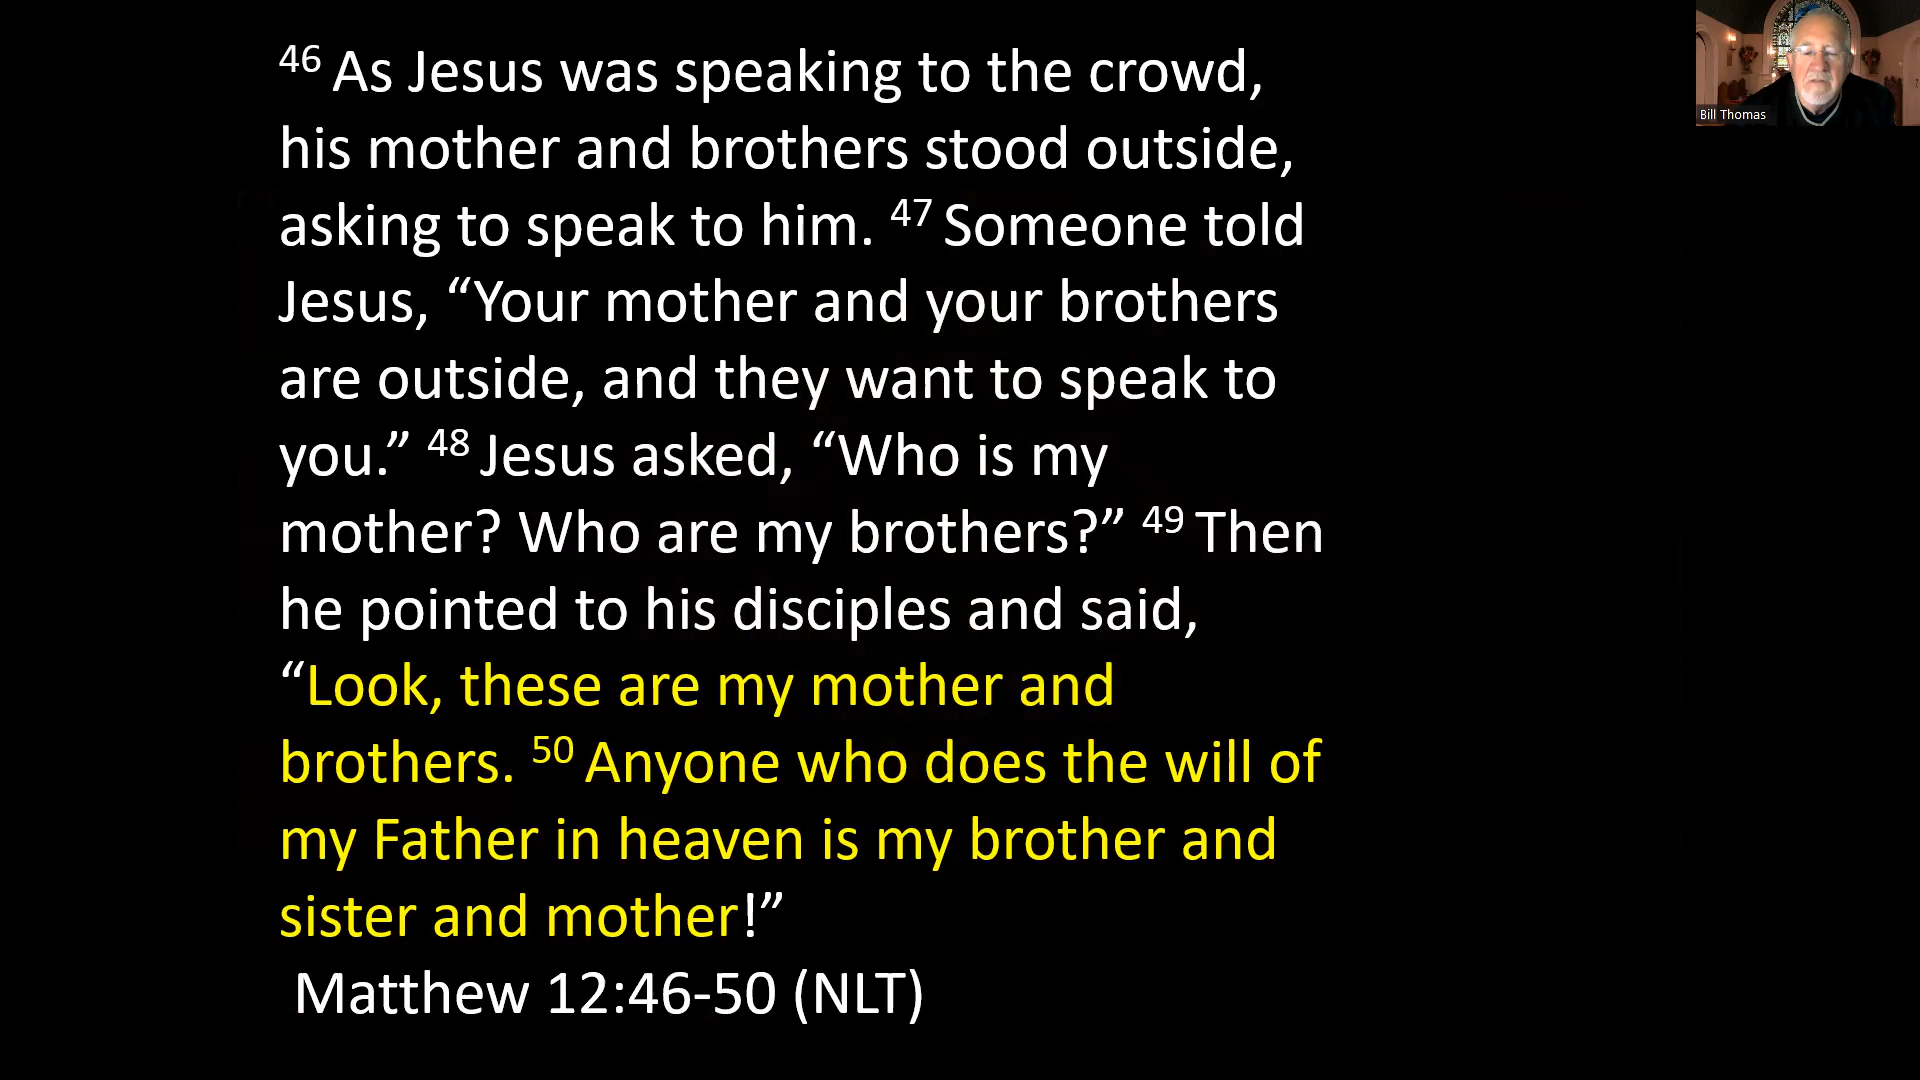 46 As Jesus was speaking to the crowd,
his mother and brothers stood outside,
asking to speak to him. 47 Someone told
Jesus, “Your mother and your brothers
are outside, and they want to speak to
you.” 48 Jesus asked, “Who is my
mother? Who are my brothers?” 49 Then
he pointed to his disciples and said,
“Look, these are my mother and
brothers. 50 Anyone who does the will of
my Father in heaven is my brother and
sister and mother!”
Matthew 12:46-50 (NLT)
Bill Thomas